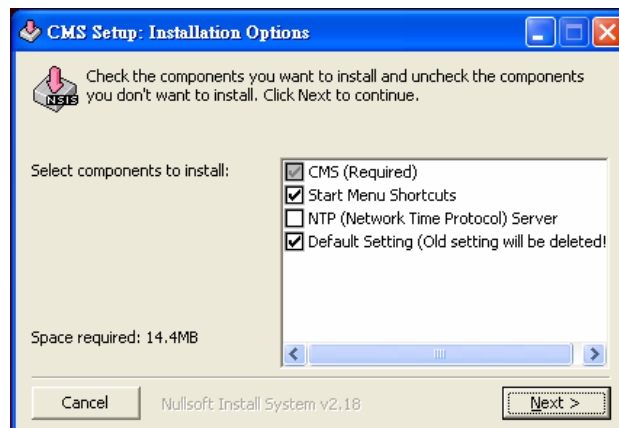 CMS Setup: Installation Options
Check the components you want to install and uncheck the components
you don't want to install. Click Next to continue.
NSIS
Select components to install:
CMS (Required)
Start Menu Shortcuts
NTP (Network Time Protocol) Server
Default Setting (Old setting will be deleted!
Space required: 14.4MB
Cancel
Nullsoft Install System v2.18
Next >